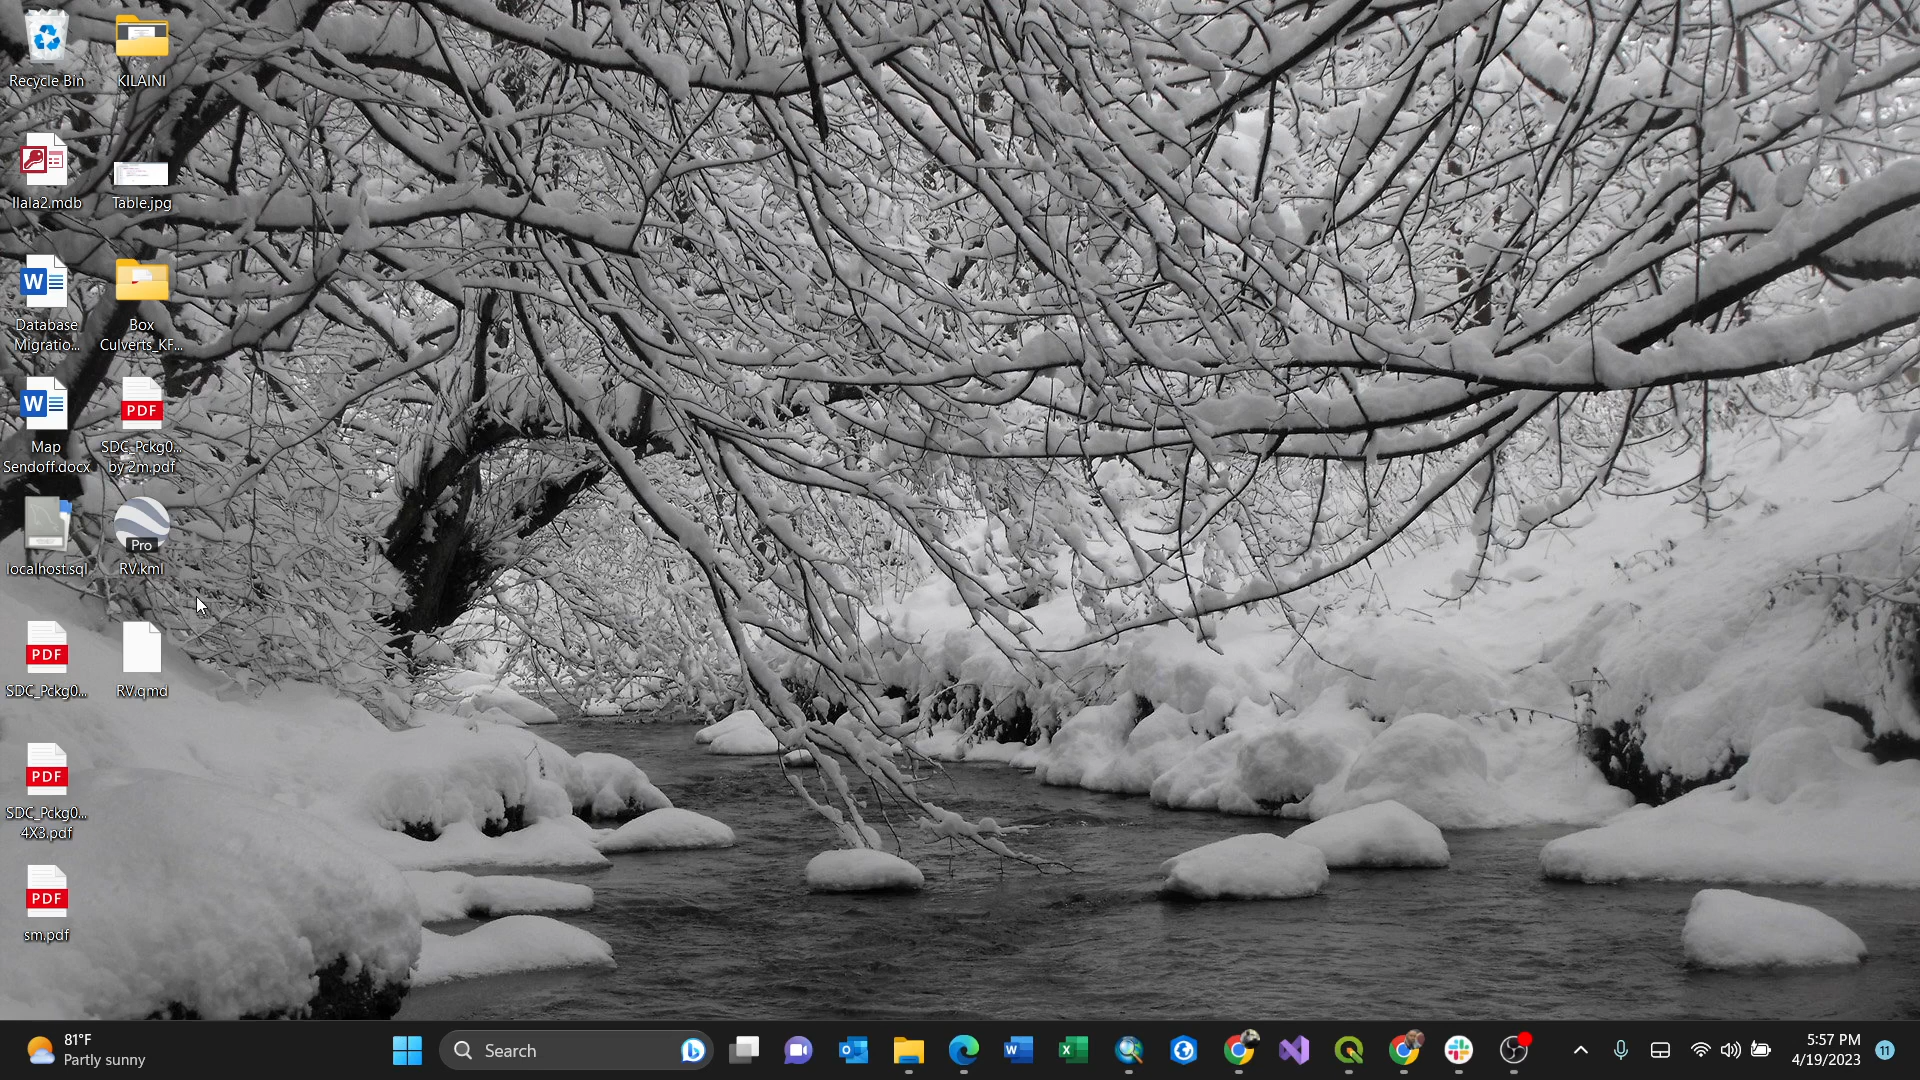 Recycle Bin
KILAINI
Ilala2.mdb
Table.jpg
Database
Migratio...
Box
Culverts_KF...
Map
Sendoff.docx
PDF
SDC_Pckg0...
by 2m.pdf
localhost.sql
Pro
RV.kml
PDF
SDC_Pckg0...
RV.qmd
PDF
SDC_Pckg0...
4X3.pdf
PDF
sm.pdf
81°F
Partly sunny
Search
5:57 PM
4/19/2023
11